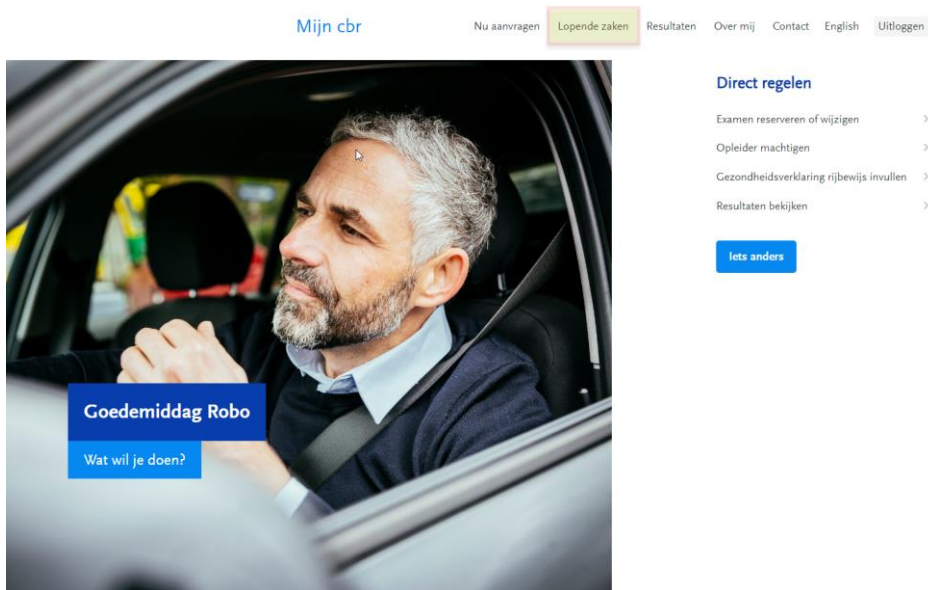 Mijn cbr
Nu aanvragen Lopende zaken Resultaten Over mij Contact English Uitloggen
Direct regelen
Examen reserveren of wijzigen
Opleider machtigen
Gezondheidsverklaring rijbewijs invullen
Resultaten bekijken
Iets anders
Goedemiddag Robo
Wat wil je doen?